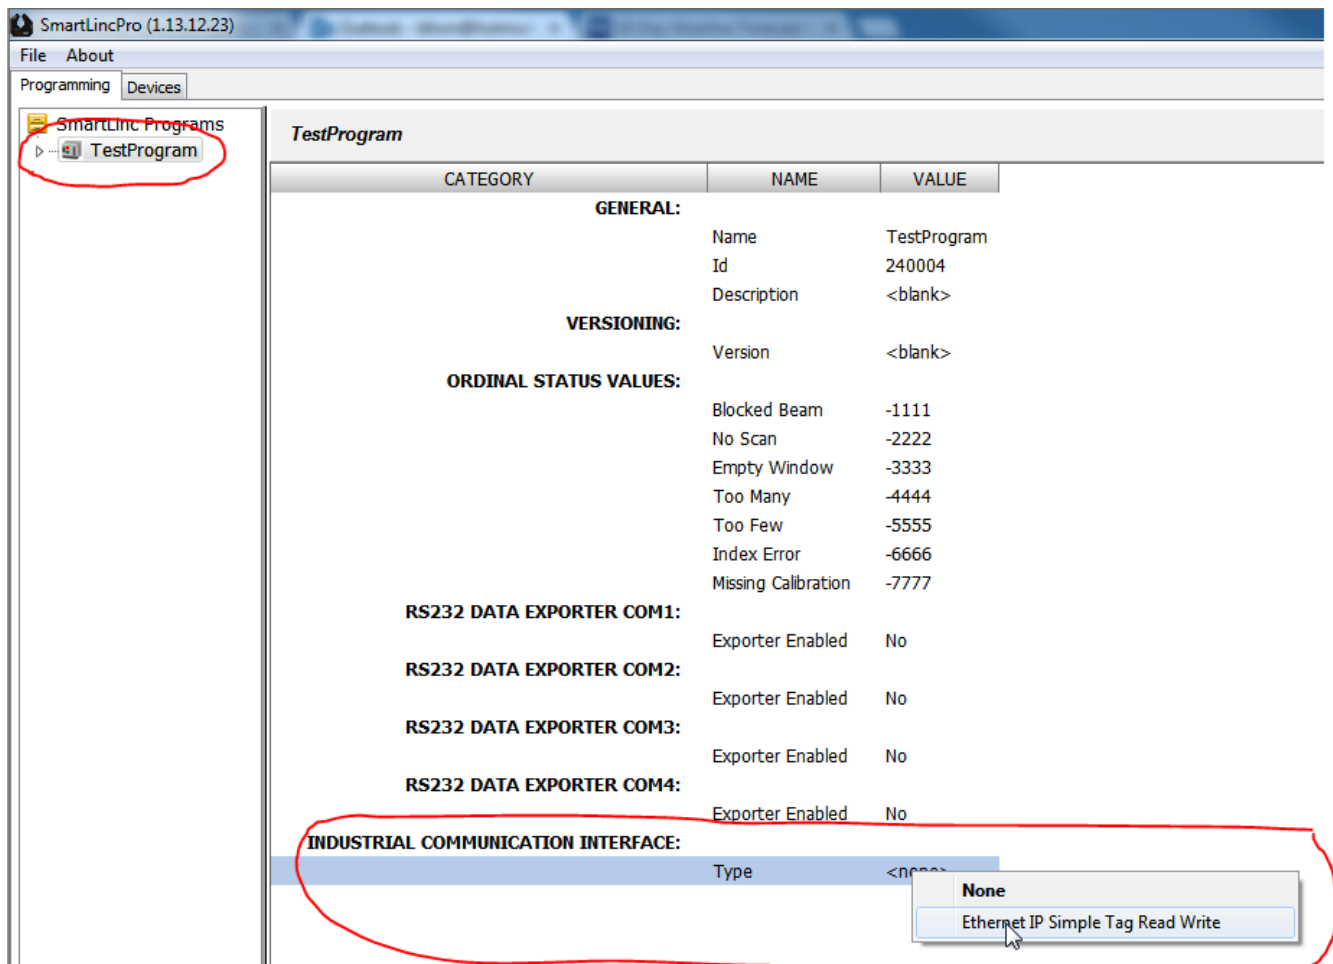 SmartLincPro (1.13.12.23)
File About
Programming Devices
SmartLinc Programs
TestProgram
TestProgram
CATEGORY NAME VALUE
GENERAL:
Name TestProgram
Id 240004
Description <blank>
VERSIONING:
Version <blank>
ORDINAL STATUS VALUES:
Blocked Beam -1111
No Scan -2222
Empty Window -3333
Too Many -4444
Too Few -5555
Index Error -6666
Missing Calibration -7777
RS232 DATA EXPORTER COM1:
Exporter Enabled No
RS232 DATA EXPORTER COM2:
Exporter Enabled No
RS232 DATA EXPORTER COM3:
Exporter Enabled No
RS232 DATA EXPORTER COM4:
Exporter Enabled No
INDUSTRIAL COMMUNICATION INTERFACE:
Type <none>
None
Ethernet IP Simple Tag Read Write